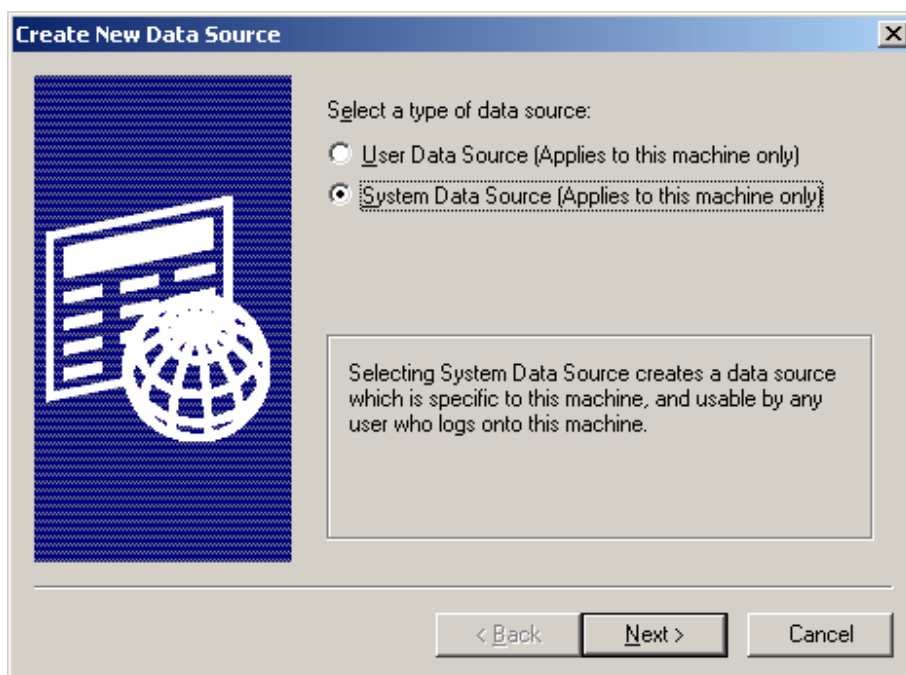 Create New Data Source
Select a type of data source:
User Data Source (Applies to this machine only)
System Data Source (Applies to this machine only)
Selecting System Data Source creates a data source
which is specific to this machine, and usable by any
user who logs onto this machine.
< Back
Next >
Cancel